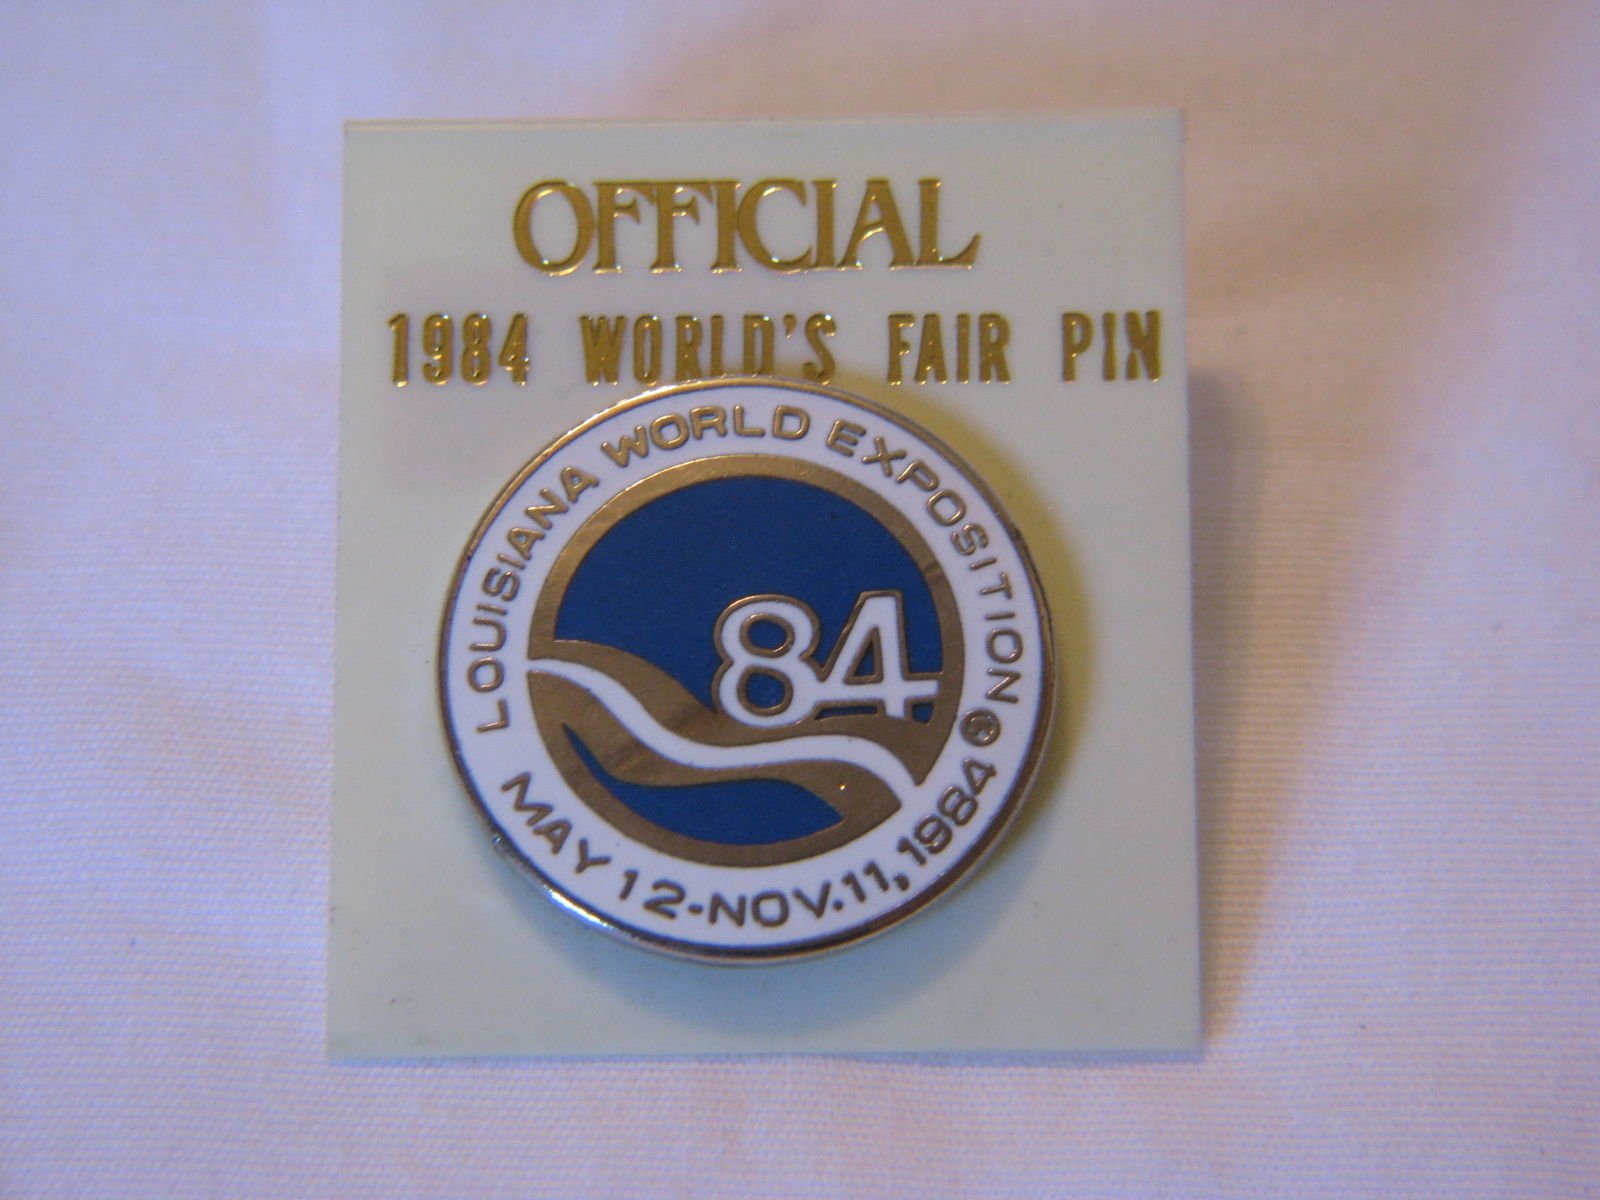 OFFICIAL
1984 WORLD'S FAIR PIN
LOUISIANA WORLD EXPOSITION ®
84
MAY 12-NOV.11, 1984